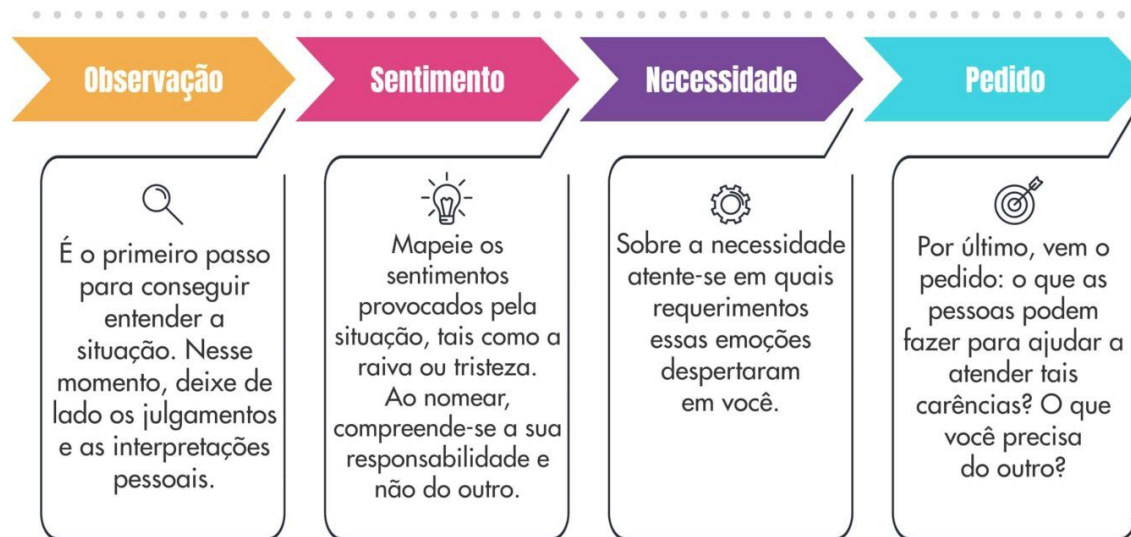 Observação
É o primeiro passo
para conseguir
entender a
situação. Nesse
momento, deixe de
lado os julgamentos
e as interpretações
pessoais.
Sentimento
Mapeie os
sentimentos
provocados pela
situação, tais como a
raiva ou tristeza.
Ao nomear,
compreende-se a sua
responsabilidade e
não do outro.
Necessidade
Sobre a necessidade
atente-se em quais
requerimentos
essas emoções
despertaram
em você.
Pedido
Por último, vem o
pedido: o que as
pessoas podem
fazer para ajudar a
atender tais
carências? O que
você precisa
do outro?